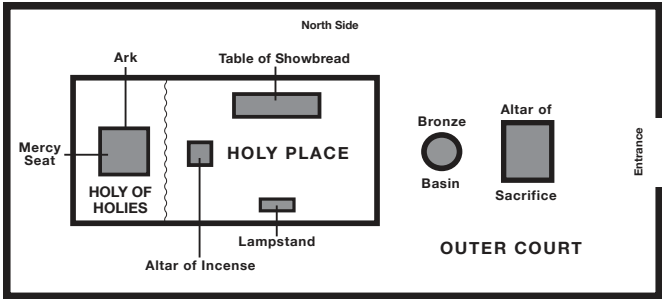 North Side
Ark
Table of Showbread
Mercy
Seat
HOLY OF
HOLIES
HOLY PLACE
Lampstand
Altar of Incense
Bronze
Basin
Altar of
Sacrifice
Entrance
OUTER COURT